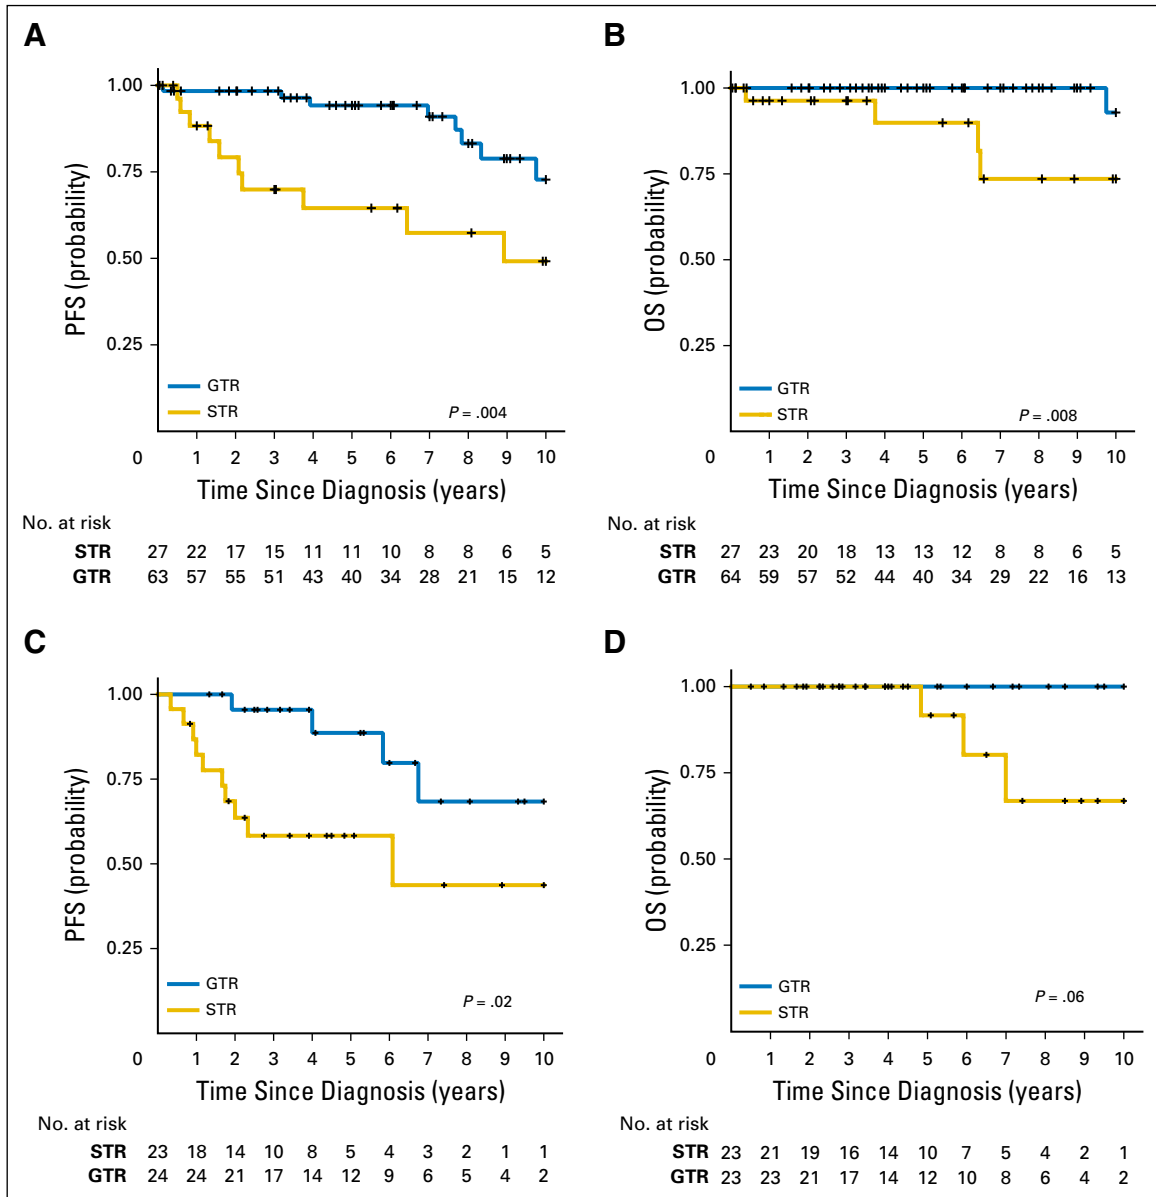 A
PFS (probability)
1.00
0.75
0.50
0.25
GTR
STR
P = .004
0 1 2 3 4 5 6 7 8 9 10
Time Since Diagnosis (years)
No. at risk
STR 27 22 17 15 11 11 10 8 8 6 5
GTR 63 57 55 51 43 40 34 28 21 15 12
B
OS (probability)
1.00
0.75
0.50
0.25
GTR
STR
P = .008
0 1 2 3 4 5 6 7 8 9 10
Time Since Diagnosis (years)
No. at risk
STR 27 23 20 18 13 13 12 8 8 6 5
GTR 64 59 57 52 44 40 34 29 22 16 13
C
PFS (probability)
1.00
0.75
0.50
0.25
GTR
STR
P = .02
0 1 2 3 4 5 6 7 8 9 10
Time Since Diagnosis (years)
No. at risk
STR 23 18 14 10 8 5 4 3 2 1 1
GTR 24 24 21 17 14 12 9 6 5 4 2
D
OS (probability)
1.00
0.75
0.50
0.25
GTR
STR
P = .06
0 1 2 3 4 5 6 7 8 9 10
Time Since Diagnosis (years)
No. at risk
STR 23 21 19 16 14 10 7 5 4 2 1
GTR 23 23 21 17 14 12 10 8 6 4 2